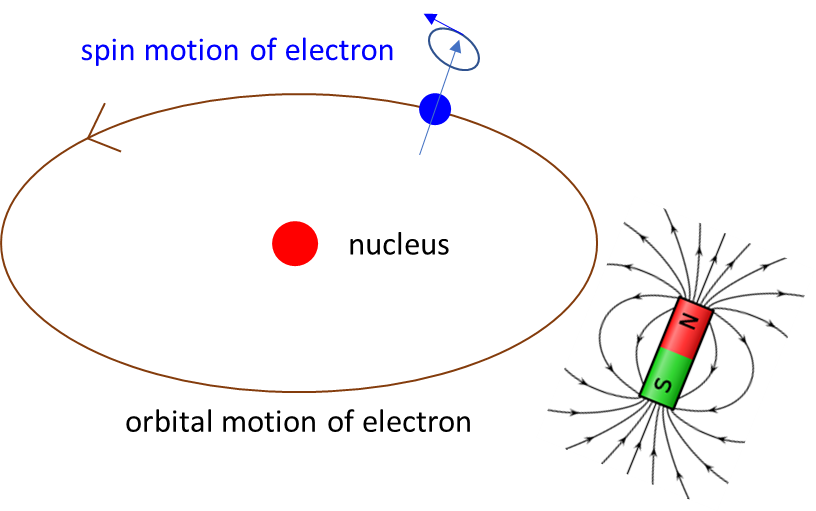 spin motion of electron
nucleus
N
S
orbital motion of electron